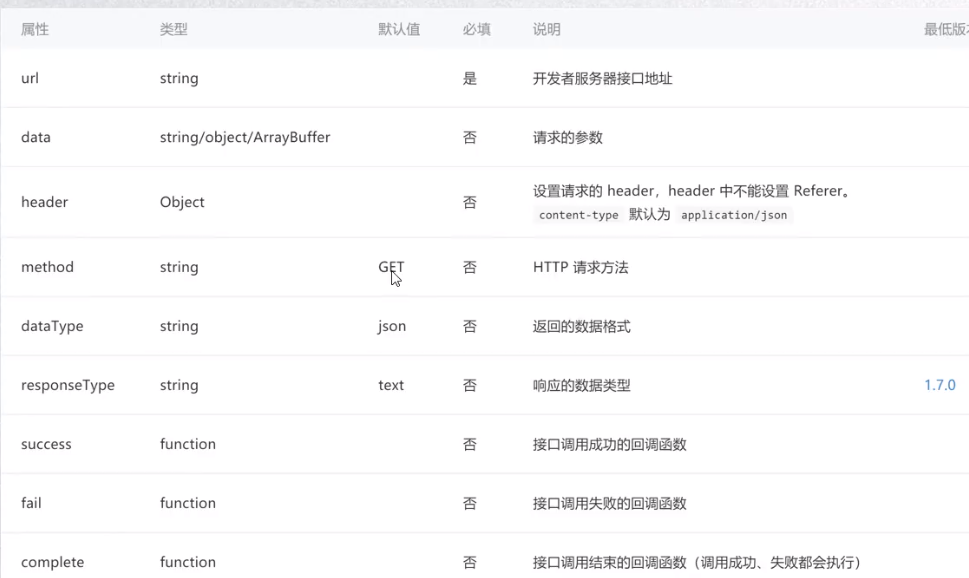 属性 类型 默认值 必填 说明
url string 是 开发者服务器接口地址
data string/object/ArrayBuffer 否 请求的参数
header Object 否 设置请求的 header，header 中不能设置 Referer。
content-type 默认为 application/json
method string GET 否 HTTP 请求方法
dataType string json 否 返回的数据格式
responseType string text 否 响应的数据类型 1.7.0
success function 否 接口调用成功的回调函数
fail function 否 接口调用失败的回调函数
complete function 否 接口调用结束的回调函数（调用成功、失败都会执行）